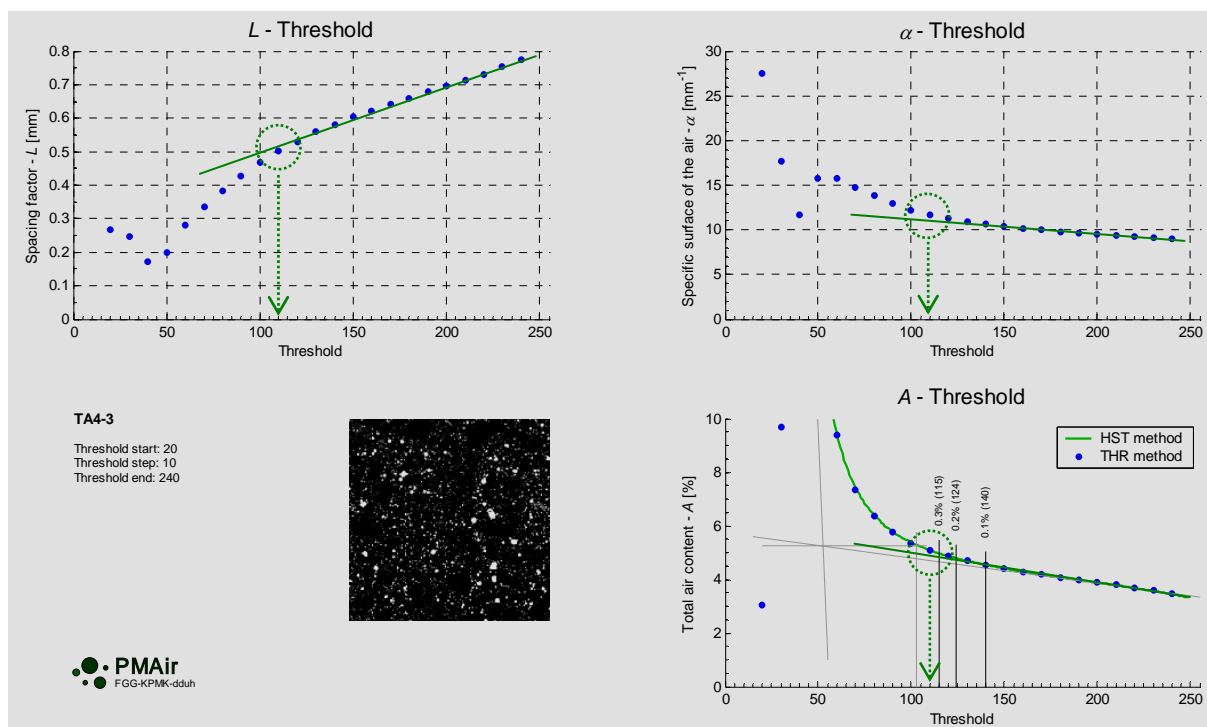 L - Threshold
0.8
0.7
0.6
0.5
0.4
0.3
0.2
0.1
0
Spacing factor - L [mm]
0 50 100 150 200 250
Threshold
α - Threshold
30
25
20
15
10
5
0
Specific surface of the air - α [mm-1]
0 50 100 150 200 250
Threshold
TA4-3
Threshold start: 20
Threshold step: 10
Threshold end: 240
PMAir
FGG-KPMK-dduh
A - Threshold
10
8
6
4
2
0
Total air content - A [%]
HST method
THR method
0.3% (115)
0.2% (124)
0.1% (140)
0 50 100 150 200 250
Threshold